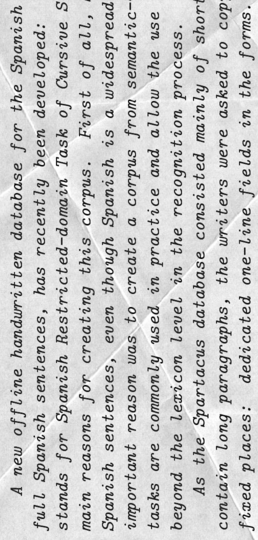 A new offline handwritten database for the Spanish
full Spanish sentences, has recently been developed:
stands for Spanish Restricted-domain Task of Cursive S
main reasons for creating this corpus. First of all,
Spanish sentences, even though Spanish is a widespread
important reason was to create a corpus from semantic-
tasks are commonly used in practice and allow the use
beyond the lexicon level in the recognition process.
As the Spartacus database consisted mainly of short
contain long paragraphs, the writers were asked to cop
fixed places: dedicated one-line fields in the forms.